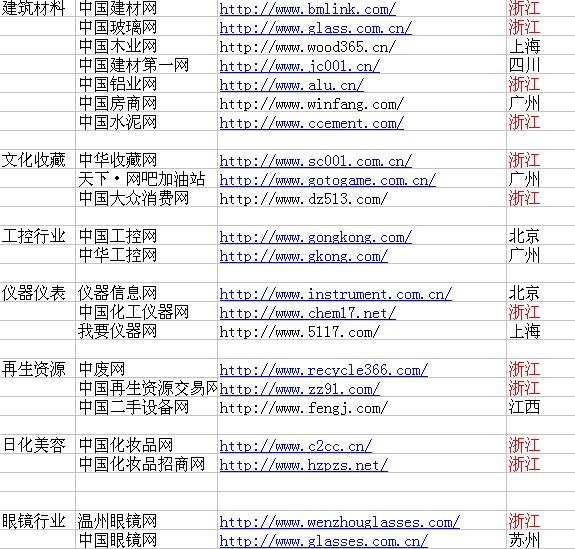 建筑材料 中国建材网 http://www.bmlink.com/ 浙江
中国玻璃网 http://www.glass.com.cn/ 浙江
中国木业网 http://www.wood365.cn/ 上海
中国建材第一网 http://www.jc001.cn/ 四川
中国铝业网 http://www.alu.cn/ 浙江
中国房商网 http://www.winfang.com/ 广州
中国水泥网 http://www.ccement.com/ 浙江
文化收藏 中华收藏网 http://www.sc001.com.cn/ 浙江
天下·网吧加油站 http://www.gotogame.com.cn/ 广州
中国大众消费网 http://www.dz513.com/ 浙江
工控行业 中国工控网 http://www.gongkong.com/ 北京
中华工控网 http://www.gkong.com/ 广州
仪器仪表 仪器信息网 http://www.instrument.com.cn/ 北京
中国化工仪器网 http://www.chem17.net/ 浙江
我要仪器网 http://www.5117.com/ 上海
再生资源 中废网 http://www.recycle366.com/ 浙江
中国再生资源交易网 http://www.zz91.com/ 浙江
中国二手设备网 http://www.fengj.com/ 江西
日化美容 中国化妆品网 http://www.c2cc.cn/ 浙江
中国化妆品招商网 http://www.hzpzs.net/ 浙江
眼镜行业 温州眼镜网 http://www.wenzhouglasses.com/ 浙江
中国眼镜网 http://www.glasses.com.cn/ 苏州